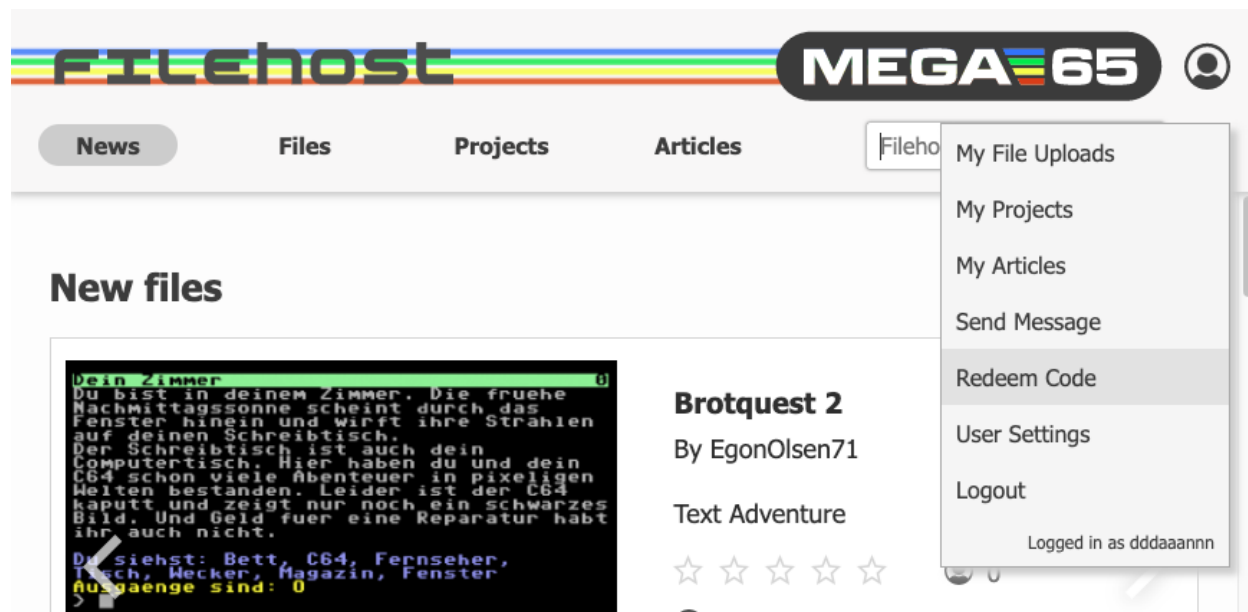 FILEhost
MEGA 65
News
Files
Projects
Articles
Fileho
My File Uploads
My Projects
My Articles
Send Message
Redeem Code
User Settings
Logout
Logged in as dddaaannn
New files
Dein Zimmer 0
Du bist in deinem Zimmer. Die fruehe
Nachmittagssonne scheint durch das
Fenster hinein und wirft ihre Strahlen
auf deinen Schreibtisch.
Der Schreibtisch ist auch dein
Computertisch. Hier haben du und dein
C64 schon viele Abenteuer in pixeligen
Welten bestanden. Leider ist der C64
kaputt und zeigt nur noch ein schwarzes
Bild. Und Geld fuer eine Reparatur habt
ihr auch nicht.
Du siehst: Bett, C64, Fernseher,
Tisch, Wecker, Magazin, Fenster
Ausgaenge sind: O
>
Brotquest 2
By EgonOlsen71
Text Adventure
0